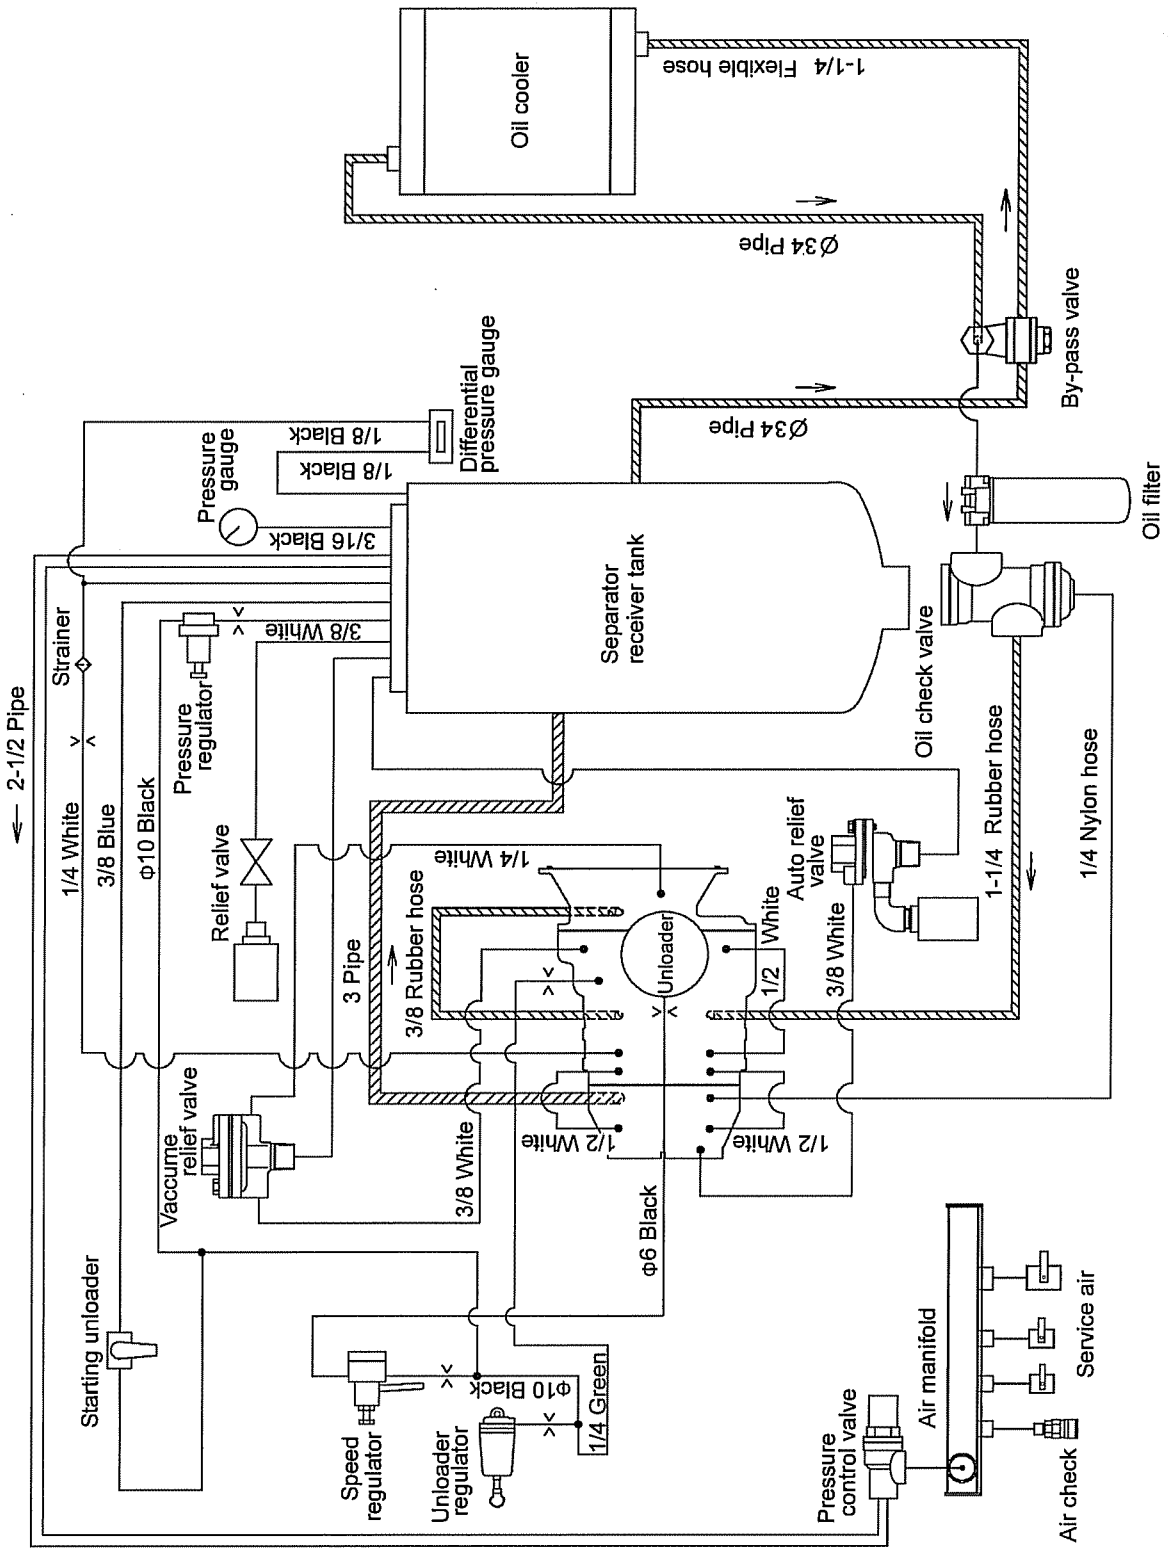 ← 2-1/2 Pipe
1/4 White
Strainer
3/8 Blue
Φ10 Black
Starting unloader
Vaccume
relief valve
Pressure
regulator
Relief valve
Pressure
gauge
3/16 Black
3/8 White
1/8 Black
1/8 Black
Differential
pressure gauge
Oil cooler
1-1/4 Flexible hose
Ø34 Pipe
Ø34 Pipe
By-pass valve
Separator
receiver tank
3 Pipe
3/8 Rubber hose
1/4 White
3/8 White
1/2 White
1/2 White
1/2 White
Unloader
Φ6 Black
Speed
regulator
Unloader
regulator
Φ10 Black
1/4 Green
Auto relief
valve
3/8 White
Oil check valve
Oil filter
1-1/4 Rubber hose
1/4 Nylon hose
Pressure
control valve
Air manifold
Air check
Service air